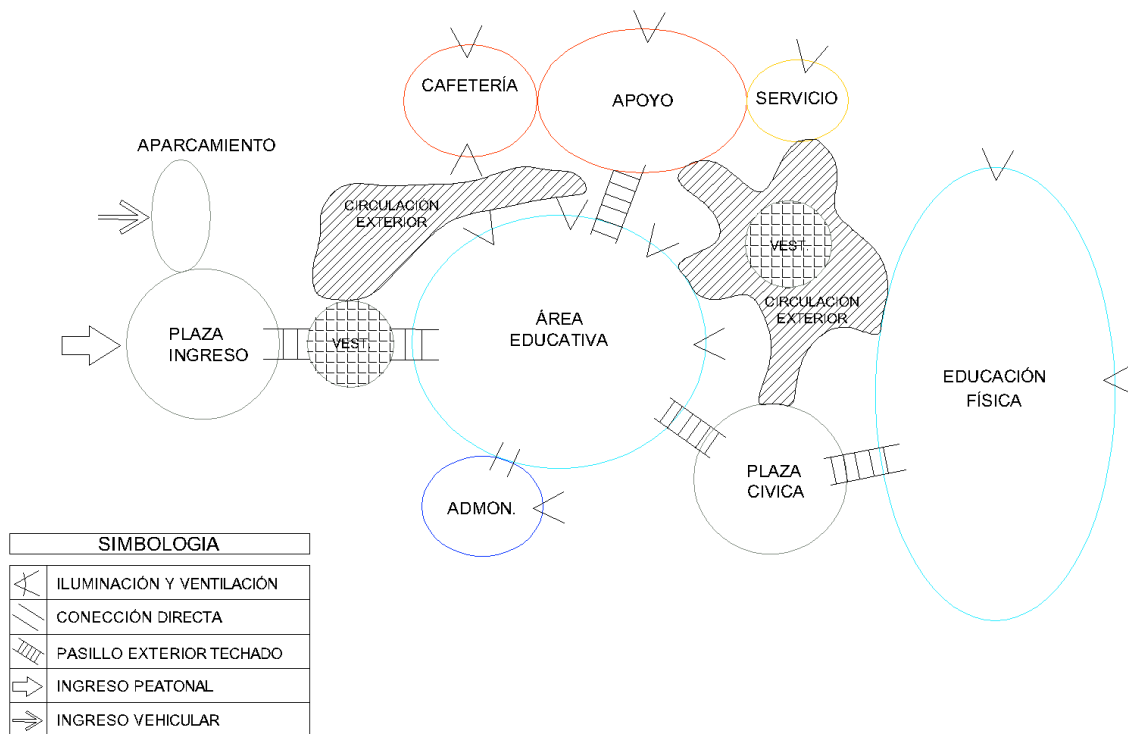 CAFETERÍA
APOYO
SERVICIO
APARCAMIENTO
CIRCULACION
EXTERIOR
VEST.
CIRCULACION
EXTERIOR
PLAZA
INGRESO
VEST.
ÁREA
EDUCATIVA
EDUCACIÓN
FÍSICA
PLAZA
CIVICA
ADMON.
SIMBOLOGIA
ILUMINACIÓN Y VENTILACIÓN
CONECCIÓN DIRECTA
PASILLO EXTERIOR TECHADO
INGRESO PEATONAL
INGRESO VEHICULAR